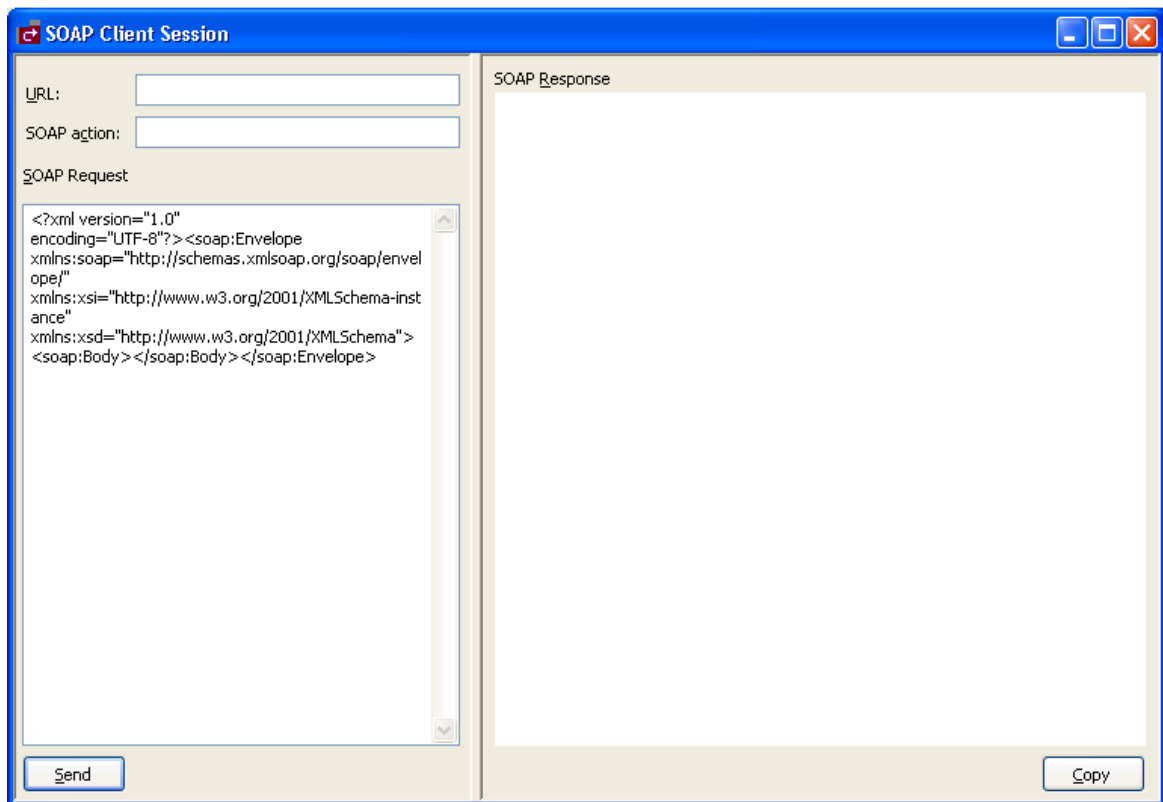 SOAP Client Session
URL:
SOAP action:
SOAP Request
<?xml version="1.0"
encoding="UTF-8"?><soap:Envelope
xmlns:soap="http://schemas.xmlsoap.org/soap/envel
ope/"
xmlns:xsi="http://www.w3.org/2001/XMLSchema-inst
ance"
xmlns:xsd="http://www.w3.org/2001/XMLSchema">
<soap:Body></soap:Body></soap:Envelope>
Send
SOAP Response
Copy